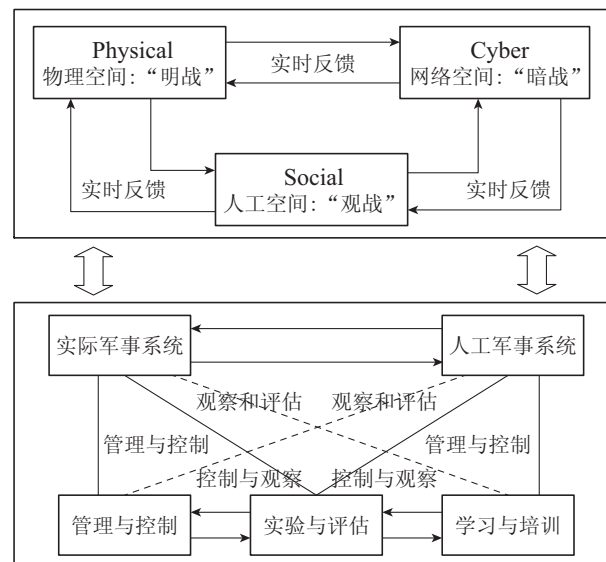 Physical
物理空间:“明战”
Cyber
网络空间:“暗战”
实时反馈
Social
人工空间:“观战”
实时反馈
实时反馈
实际军事系统
人工军事系统
观察和评估
观察和评估
管理与控制
管理与控制
控制与观察
控制与观察
管理与控制
实验与评估
学习与培训